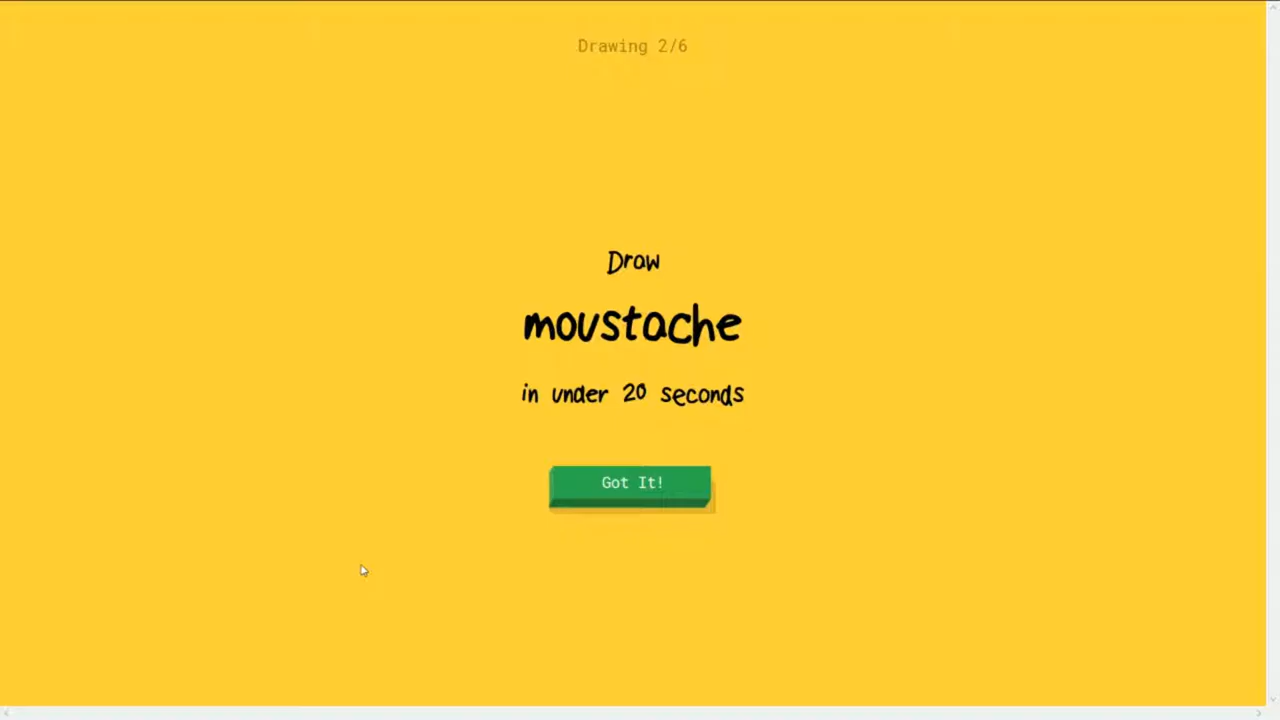 Drawing 2/6
Draw
moustache
in under 20 seconds
Got It!